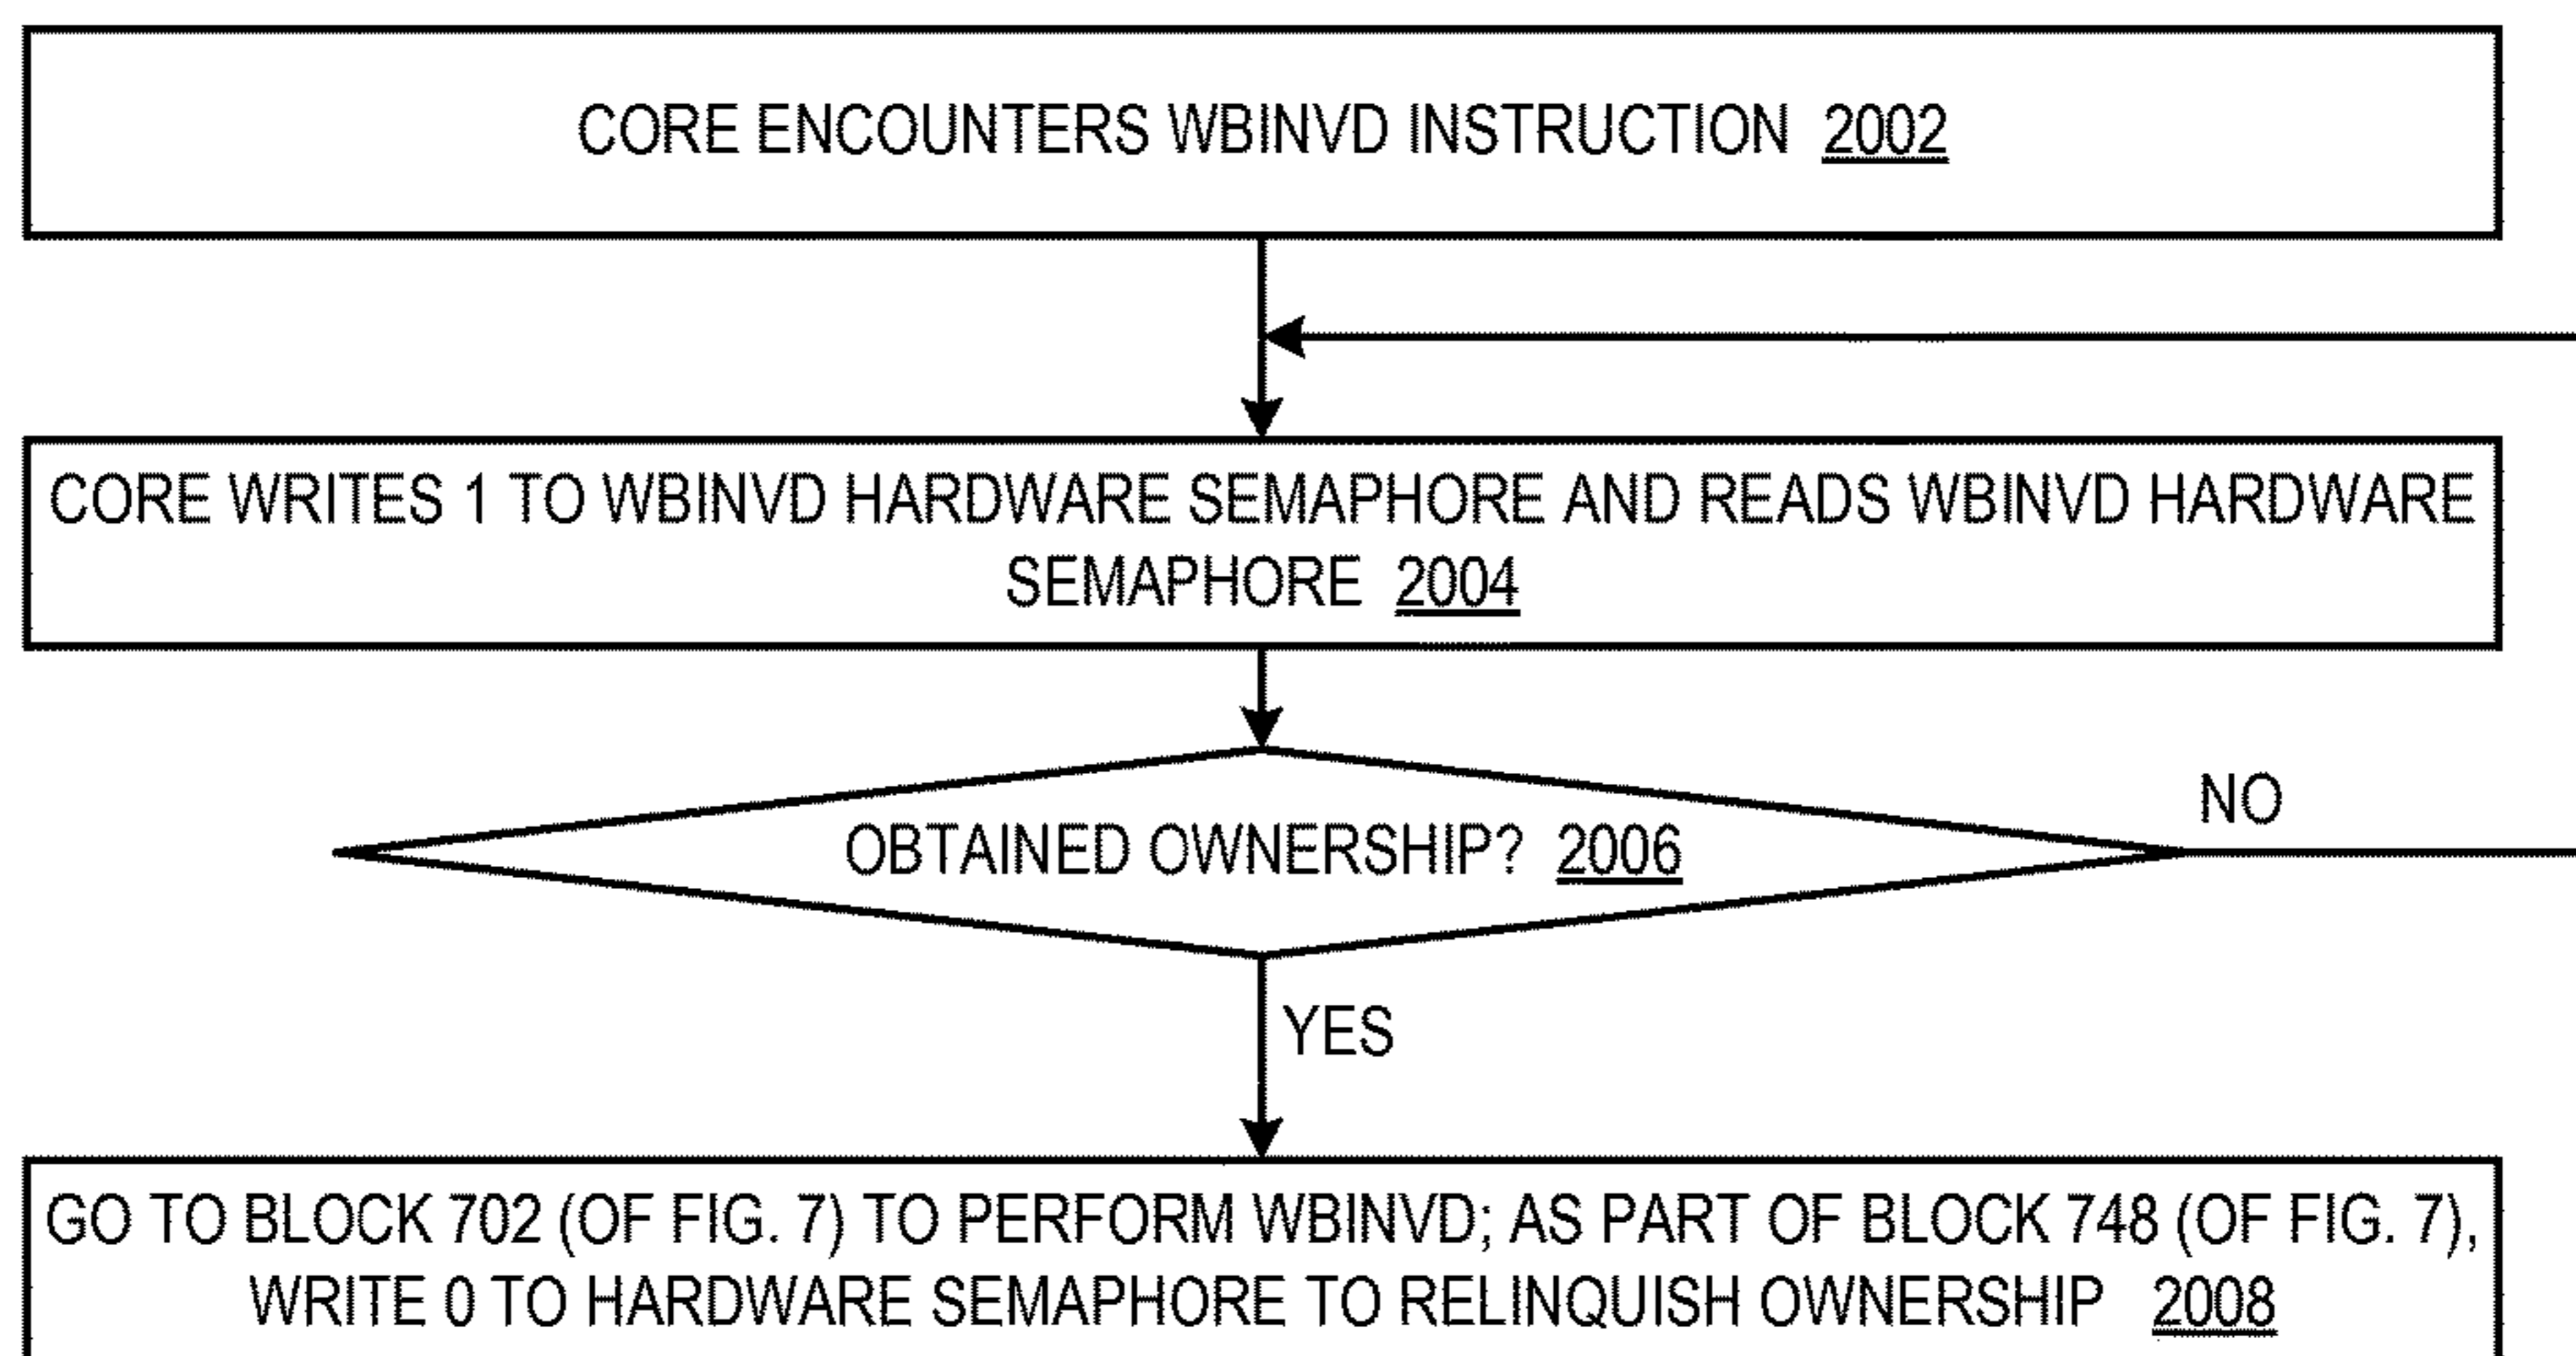 CORE ENCOUNTERS WBINVD INSTRUCTION 2002
CORE WRITES 1 TO WBINVD HARDWARE SEMAPHORE AND READS WBINVD HARDWARE
SEMAPHORE 2004
OBTAINED OWNERSHIP? 2006
NO
YES
GO TO BLOCK 702 (OF FIG. 7) TO PERFORM WBINVD; AS PART OF BLOCK 748 (OF FIG. 7),
WRITE 0 TO HARDWARE SEMAPHORE TO RELINQUISH OWNERSHIP 2008